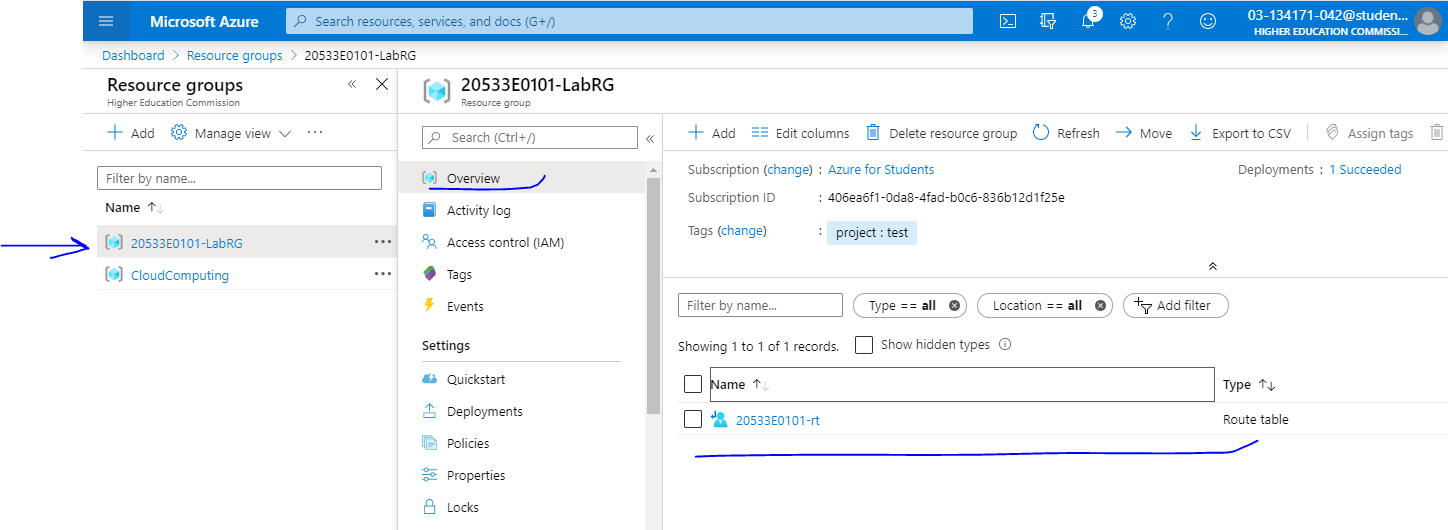 Microsoft Azure
Search resources, services, and docs (G+/)
3
03-134171-042@studen...
HIGHER EDUCATION COMMISSI...
Dashboard > Resource groups > 20533E0101-LabRG
Resource groups
Higher Education Commission
Add Manage view ...
Filter by name...
Name ↑↓
20533E0101-LabRG ...
CloudComputing ...
20533E0101-LabRG
Resource group
Search (Ctrl+/)
Overview
Activity log
Access control (IAM)
Tags
Events
Settings
Quickstart
Deployments
Policies
Properties
Locks
Add Edit columns Delete resource group Refresh Move Export to CSV Assign tags
Subscription (change) : Azure for Students
Deployments : 1 Succeeded
Subscription ID : 406ea6f1-0da8-4fad-b0c6-836b12d1f25e
Tags (change) : project : test
Filter by name... Type == all Location == all Add filter
Showing 1 to 1 of 1 records. Show hidden types
Name ↑↓ Type ↑↓
20533E0101-rt Route table